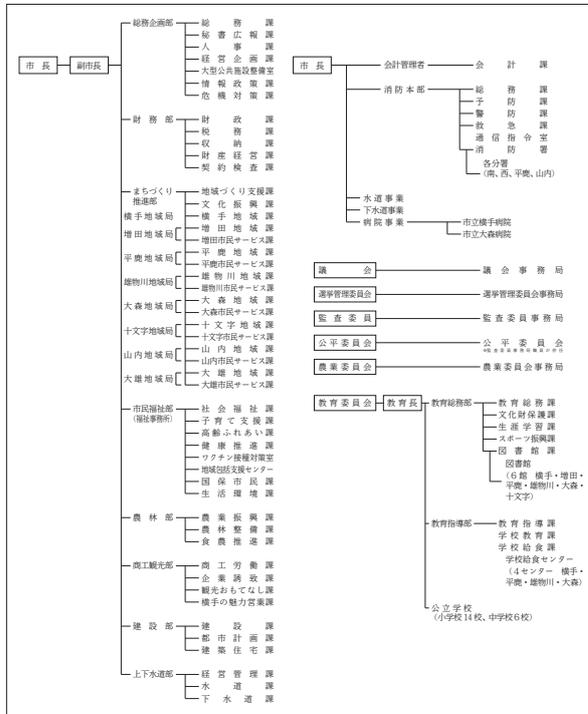 市長
副市長
総務企画部
総務課
秘書広報課
人事課
経営企画課
大型公共施設整備室
情報政策課
危機対策課
財務部
財政課
税務課
収納課
財産経営課
契約検査課
まちづくり
推進部
地域づくり支援課
文化振興課
横手地域局
横手地域課
増田地域局
増田地域課
増田市民サービス課
平鹿地域局
平鹿地域課
平鹿市民サービス課
雄物川地域局
雄物川地域課
雄物川市民サービス課
大森地域局
大森地域課
大森市民サービス課
十文字地域局
十文字地域課
十文字市民サービス課
山内地域局
山内地域課
山内市民サービス課
大雄地域局
大雄地域課
大雄市民サービス課
市民福祉部
(福祉事務所)
社会福祉課
子育て支援課
高齢ふれあい課
健康推進課
ワクチン接種対策室
地域包括支援センター
国保市民課
生活環境課
農林部
農業振興課
農林整備課
食農推進課
商工観光部
商工労働課
企業誘致課
観光おもてなし課
横手の魅力営業課
建設部
建設課
都市計画課
建築住宅課
上下水道部
経営管理課
水道課
下水道課
市長
会計管理者
会計課
消防本部
総務課
予防課
警防課
救急課
通信指令室
消防署
各分署
(南、西、平鹿、山内)
水道事業
下水道事業
病院事業
市立横手病院
市立大森病院
議会
議会事務局
選挙管理委員会
選挙管理委員会事務局
監査委員
監査委員事務局
公平委員会
公平委員会
※監査委員事務局職員が併任
農業委員会
農業委員会事務局
教育委員会
教育長
教育総務部
教育総務課
文化財保護課
生涯学習課
スポーツ振興課
図書館課
図書館
(6館 横手・増田・
平鹿・雄物川・大森・
十文字)
教育指導部
教育指導課
学校教育課
学校給食課
学校給食センター
(4センター 横手・
平鹿・雄物川・大森)
公立学校
(小学校14校、中学校6校)